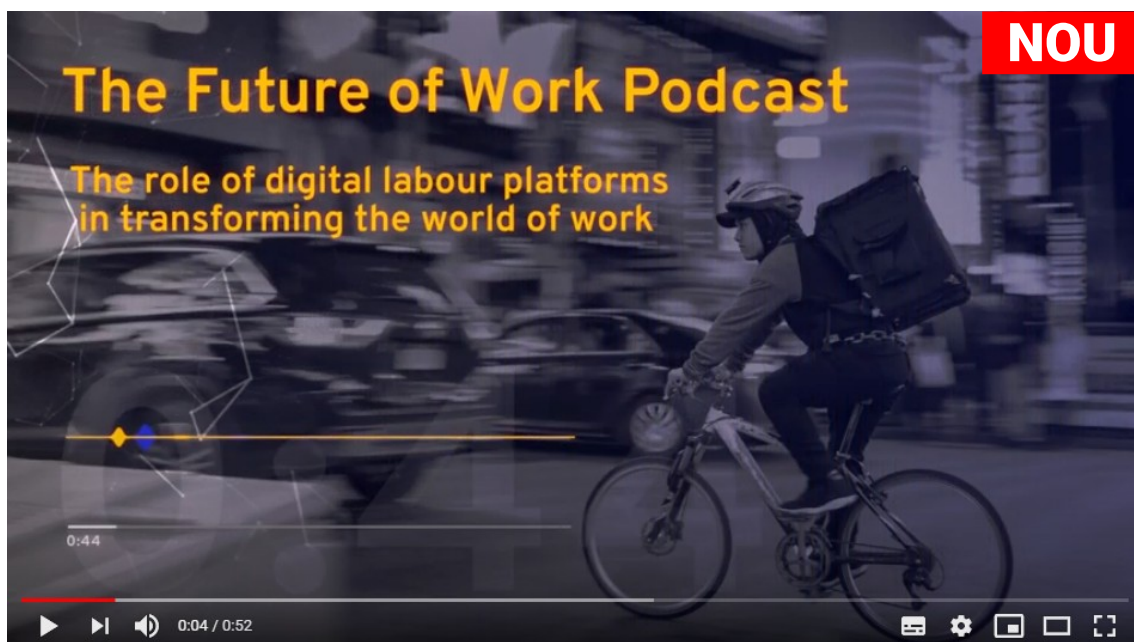 NOU
The Future of Work Podcast
The role of digital labour platforms
in transforming the world of work
0:44
0:04 / 0:52